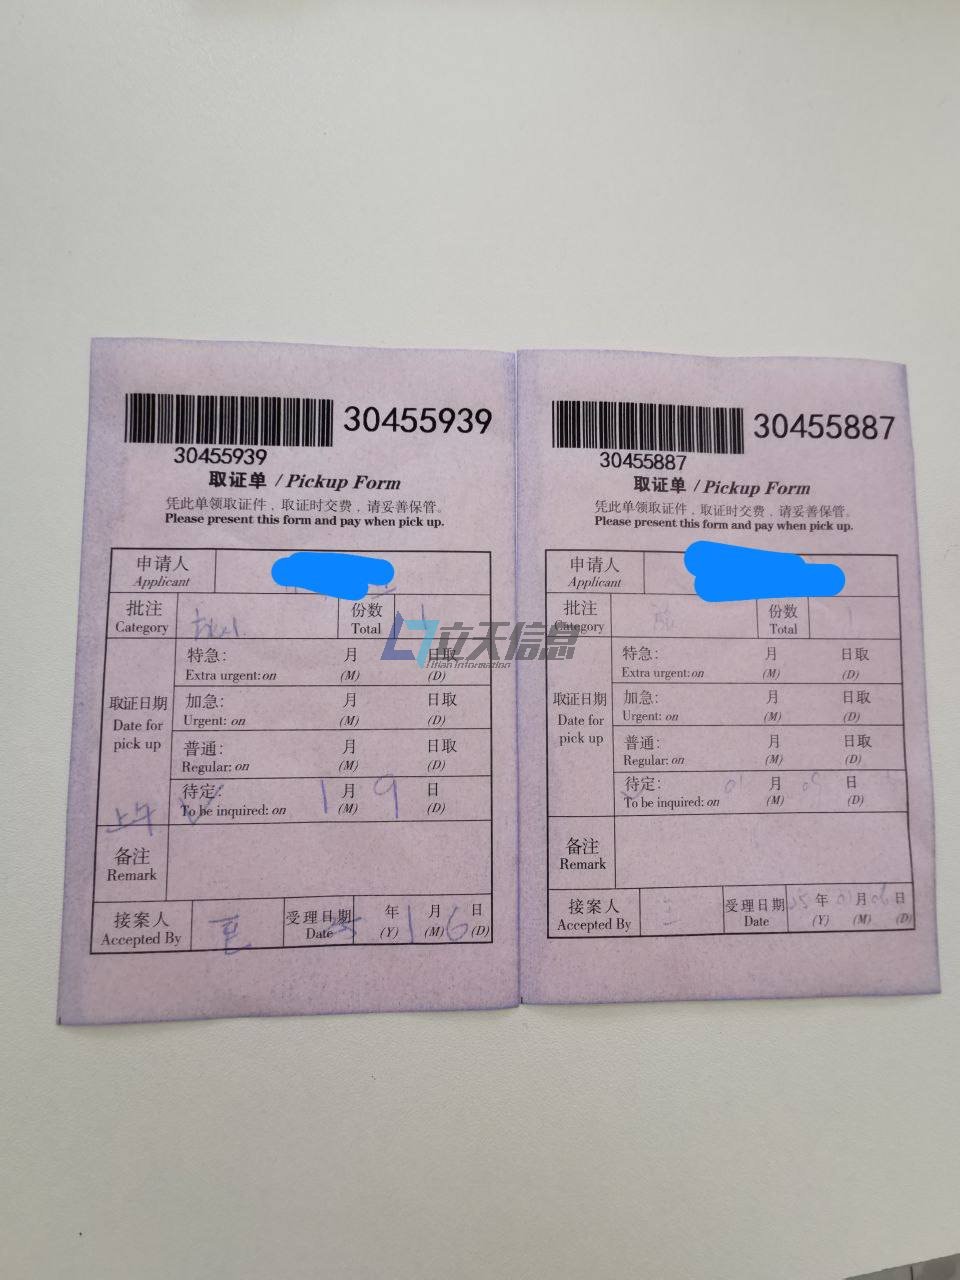 30455939
30455939
取证单 / Pickup Form
凭此单领取证件，取证时交费，请妥善保管。
Please present this form and pay when pick up.
申请人
Applicant
批注
Category
份数
Total
1
取证日期
Date for
pick up
特急: 月 日取
Extra urgent: on (M) (D)
加急: 月 日取
Urgent: on (M) (D)
普通: 月 日取
Regular: on (M) (D)
待定: 1 月 9 日
To be inquired: on (M) (D)
上午
备注
Remark
接案人
Accepted By
受理日期
Date
年 1 月 6 日
(Y) (M) (D)
立天信息
Litian Information
30455887
30455887
取证单 / Pickup Form
凭此单领取证件，取证时交费，请妥善保管。
Please present this form and pay when pick up.
申请人
Applicant
批注
Category
份数
Total
1
取证日期
Date for
pick up
特急: 月 日取
Extra urgent: on (M) (D)
加急: 月 日取
Urgent: on (M) (D)
普通: 月 日取
Regular: on (M) (D)
待定: 01 月 09 日
To be inquired: on (M) (D)
备注
Remark
接案人
Accepted By
受理日期
Date
25 年 01 月 06 日
(Y) (M) (D)